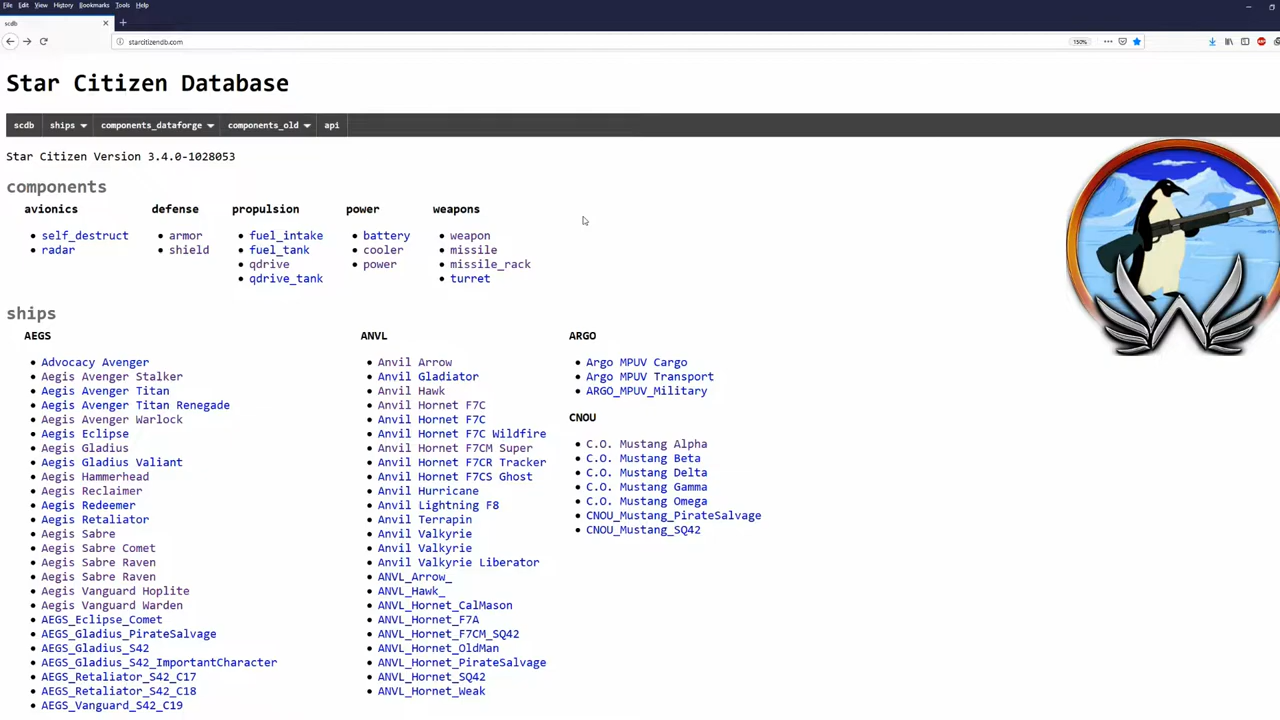 File Edit View History Bookmarks Tools Help
scdb
starcitizendb.com
150%
Star Citizen Database
scdb ships components_dataforge components_old api
Star Citizen Version 3.4.0-1028053
components
avionics
self_destruct
radar
defense
armor
shield
propulsion
fuel_intake
fuel_tank
qdrive
qdrive_tank
power
battery
cooler
power
weapons
weapon
missile
missile_rack
turret
ships
AEGS
Advocacy Avenger
Aegis Avenger Stalker
Aegis Avenger Titan
Aegis Avenger Titan Renegade
Aegis Avenger Warlock
Aegis Eclipse
Aegis Gladius
Aegis Gladius Valiant
Aegis Hammerhead
Aegis Reclaimer
Aegis Redeemer
Aegis Retaliator
Aegis Sabre
Aegis Sabre Comet
Aegis Sabre Raven
Aegis Sabre Raven
Aegis Vanguard Hoplite
Aegis Vanguard Warden
AEGS_Eclipse_Comet
AEGS_Gladius_PirateSalvage
AEGS_Gladius_S42
AEGS_Gladius_S42_ImportantCharacter
AEGS_Retaliator_S42_C17
AEGS_Retaliator_S42_C18
AEGS_Vanguard_S42_C19
ANVL
Anvil Arrow
Anvil Gladiator
Anvil Hawk
Anvil Hornet F7C
Anvil Hornet F7C
Anvil Hornet F7C Wildfire
Anvil Hornet F7CM Super
Anvil Hornet F7CR Tracker
Anvil Hornet F7CS Ghost
Anvil Hurricane
Anvil Lightning F8
Anvil Terrapin
Anvil Valkyrie
Anvil Valkyrie
Anvil Valkyrie Liberator
ANVL_Arrow_
ANVL_Hawk_
ANVL_Hornet_CalMason
ANVL_Hornet_F7A
ANVL_Hornet_F7CM_SQ42
ANVL_Hornet_OldMan
ANVL_Hornet_PirateSalvage
ANVL_Hornet_SQ42
ANVL_Hornet_Weak
ARGO
Argo MPUV Cargo
Argo MPUV Transport
ARGO_MPUV_Military
CNOU
C.O. Mustang Alpha
C.O. Mustang Beta
C.O. Mustang Delta
C.O. Mustang Gamma
C.O. Mustang Omega
CNOU_Mustang_PirateSalvage
CNOU_Mustang_SQ42